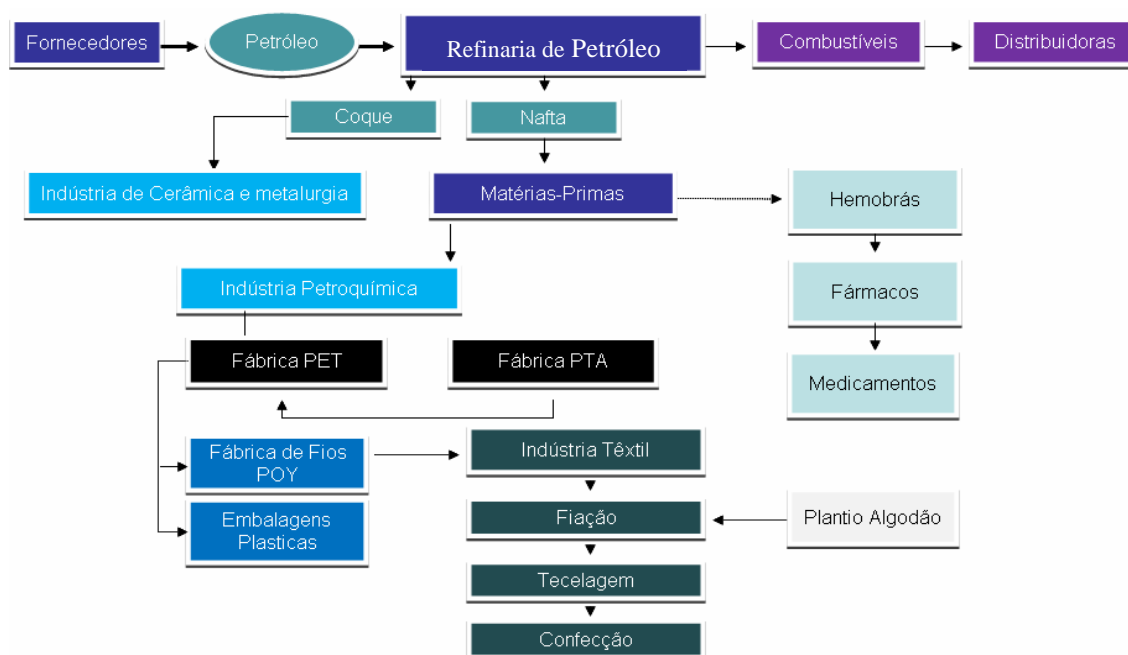 Fornecedores
Petróleo
Refinaria de Petróleo
Combustíveis
Distribuidoras
Coque
Nafta
Indústria de Cerâmica e metalurgia
Matérias-Primas
Hemobrás
Indústria Petroquímica
Fármacos
Fábrica PET
Fábrica PTA
Medicamentos
Fábrica de Fios
POY
Indústria Têxtil
Embalagens
Plasticas
Fiação
Plantio Algodão
Tecelagem
Confecção